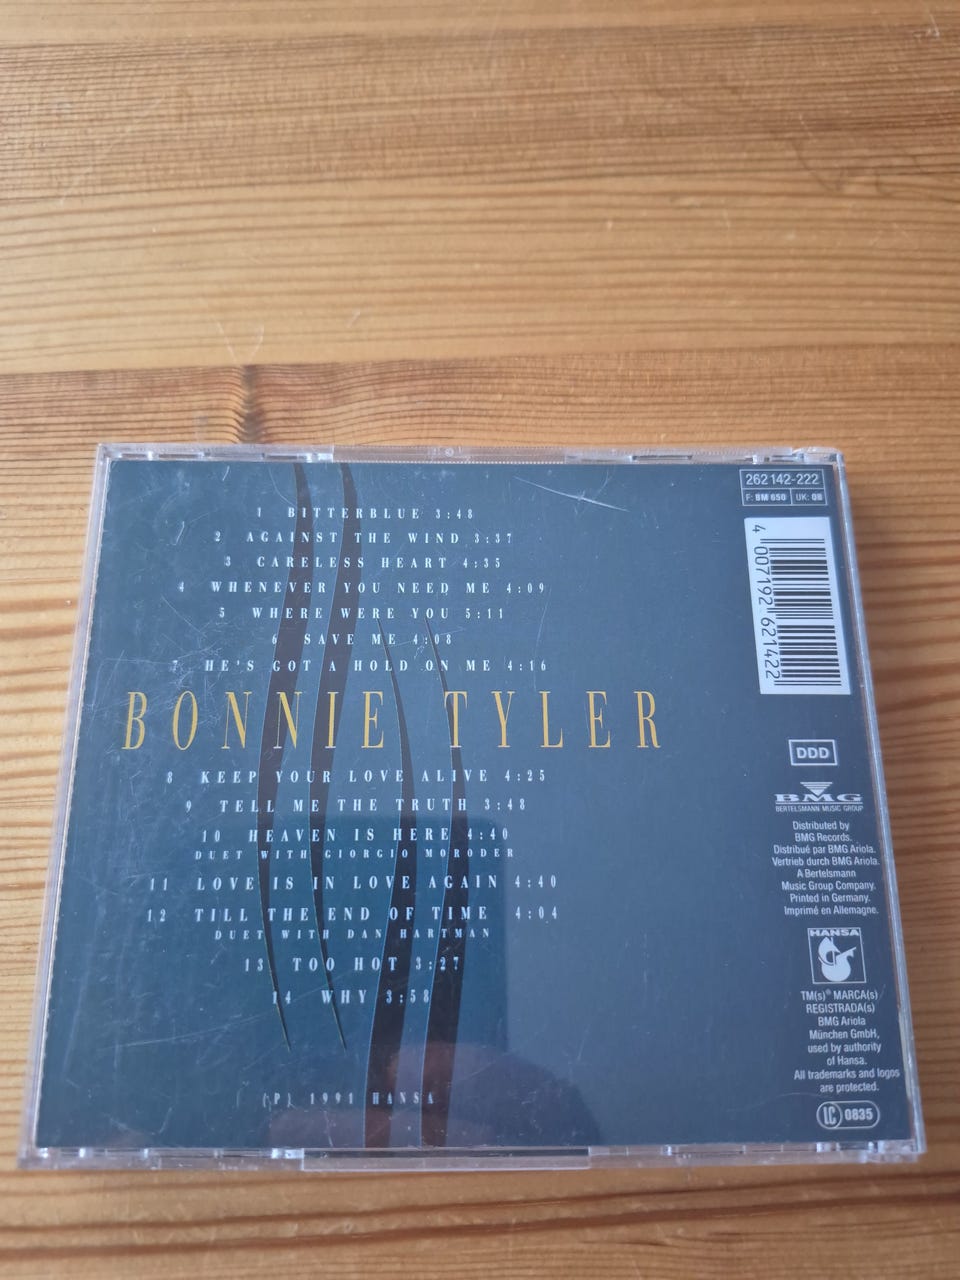 1 BITTERBLUE 3:48
2 AGAINST THE WIND 3:37
3 CARELESS HEART 4:35
4 WHENEVER YOU NEED ME 4:09
5 WHERE WERE YOU 5:11
6 SAVE ME 4:08
7 HE'S GOT A HOLD ON ME 4:16
BONNIE TYLER
8 KEEP YOUR LOVE ALIVE 4:25
9 TELL ME THE TRUTH 3:48
10 HEAVEN IS HERE 4:40
DUET WITH GIORGIO MORODER
11 LOVE IS IN LOVE AGAIN 4:40
12 TILL THE END OF TIME 4:04
DUET WITH DAN HARTMAN
13 TOO HOT 3:27
14 WHY 3:58
(P) 1991 HANSA
262 142-222
F: BM 650 UK: OB
4 007192 621422
DDD
BMG
BERTELSMANN MUSIC GROUP
Distributed by
BMG Records.
Distribué par BMG Ariola.
Vertrieb durch BMG Ariola.
A Bertelsmann
Music Group Company.
Printed in Germany.
Imprimé en Allemagne.
HANSA
TM(s)® MARCA(s)
REGISTRADA(s)
BMG Ariola
München GmbH,
used by authority
of Hansa.
All trademarks and logos
are protected.
LC 0835